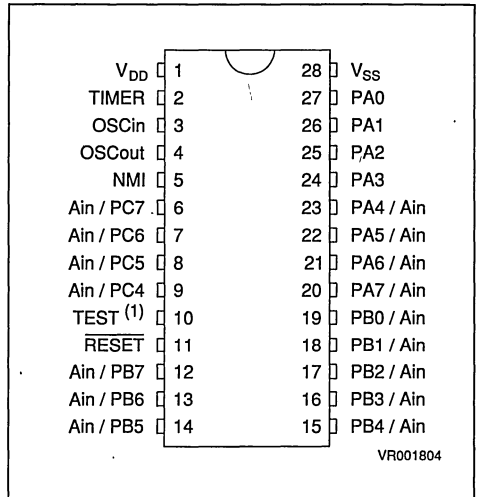 V_DD 1 28 V_SS
TIMER 2 27 PA0
OSCin 3 26 PA1
OSCout 4 25 PA2
NMI 5 24 PA3
Ain / PC7 6 23 PA4 / Ain
Ain / PC6 7 22 PA5 / Ain
Ain / PC5 8 21 PA6 / Ain
Ain / PC4 9 20 PA7 / Ain
TEST (1) 10 19 PB0 / Ain
RESET 11 18 PB1 / Ain
Ain / PB7 12 17 PB2 / Ain
Ain / PB6 13 16 PB3 / Ain
Ain / PB5 14 15 PB4 / Ain
VR001804